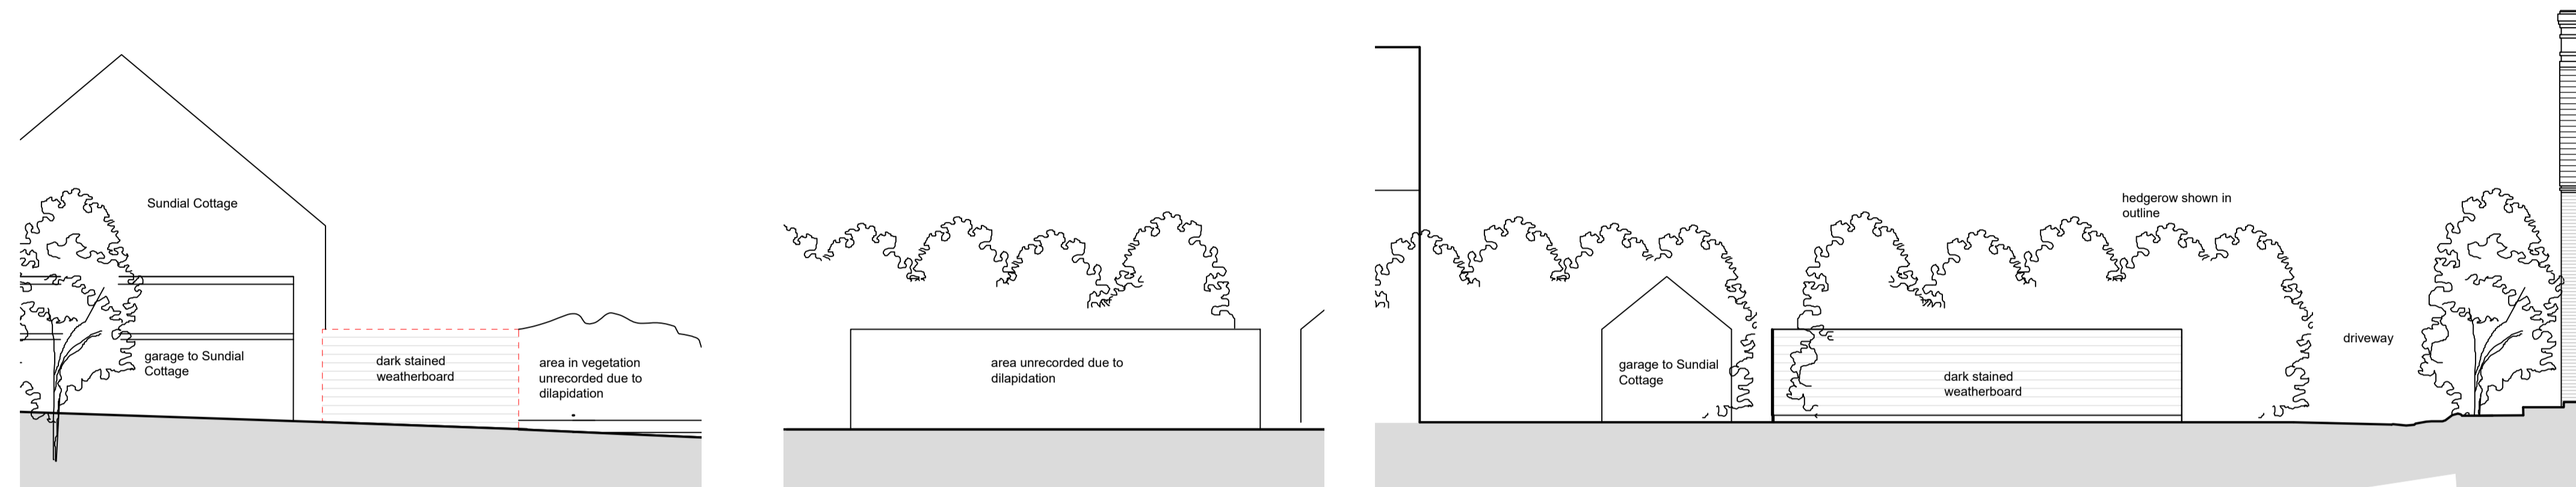 Sundial Cottage
garage to Sundial
Cottage
dark stained
weatherboard
area in vegetation
unrecorded due to
dilapidation
area unrecorded due to
dilapidation
garage to Sundial
Cottage
dark stained
weatherboard
hedgerow shown in
outline
driveway